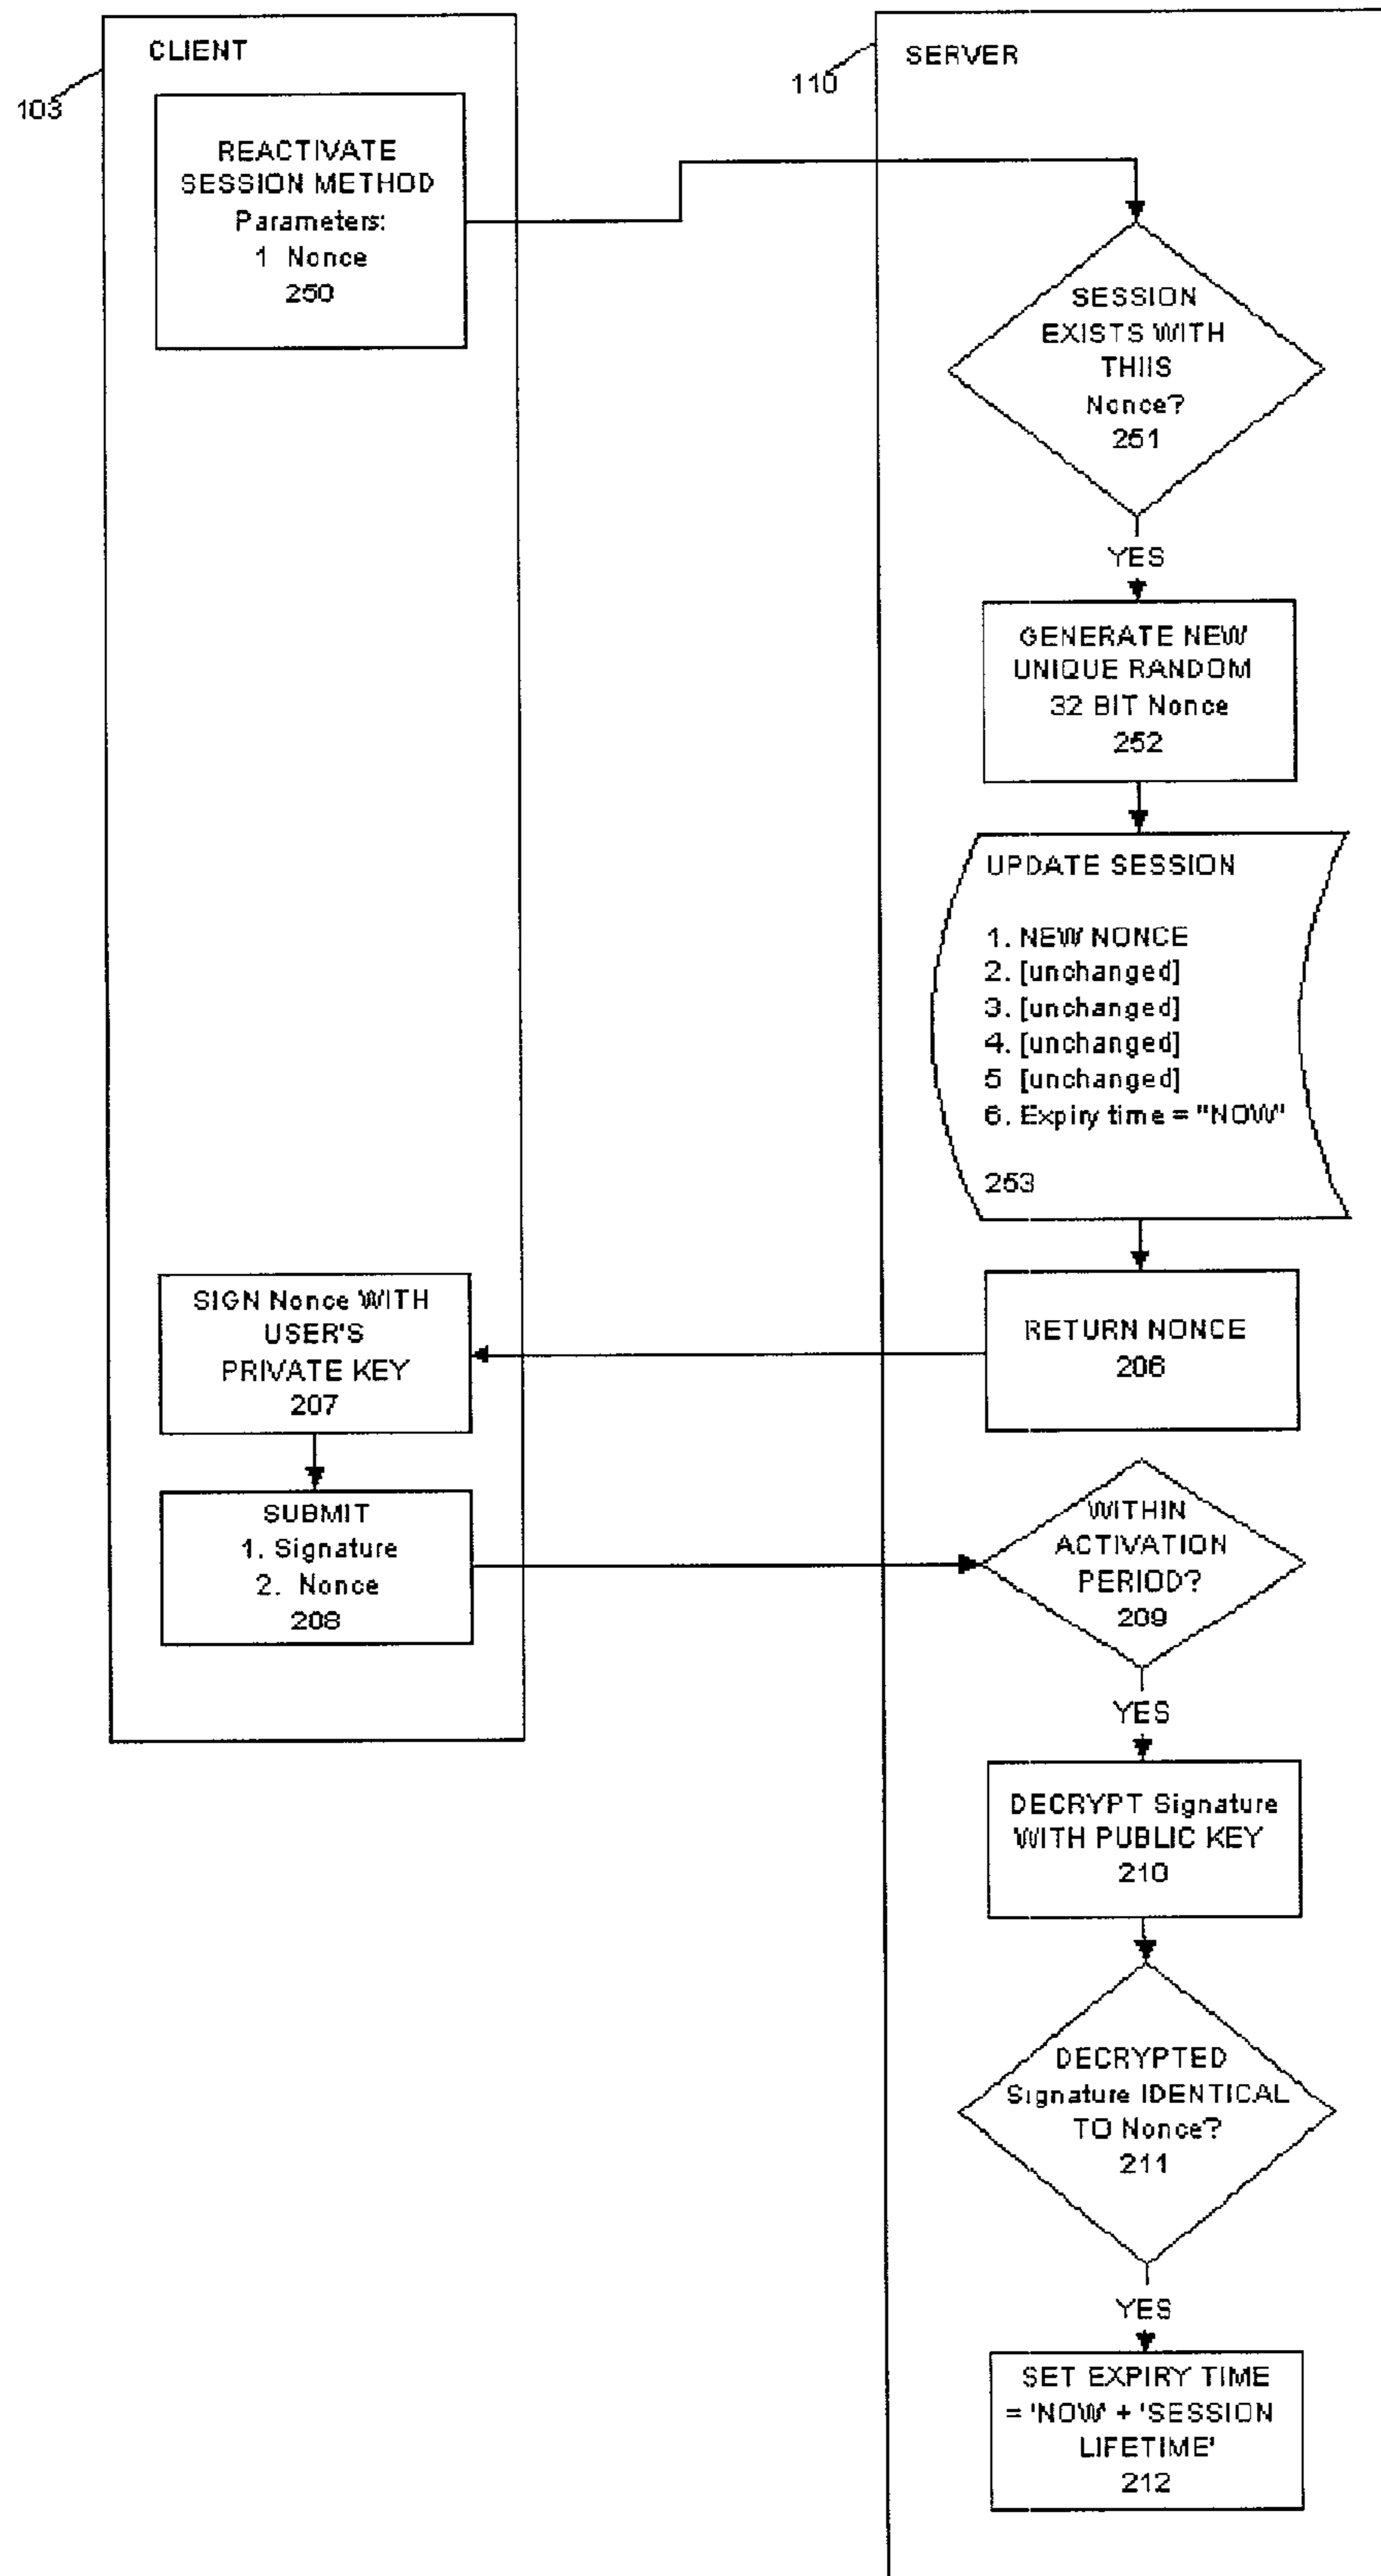 CLIENT
103
REACTIVATE
SESSION METHOD
Parameters:
1 Nonce
250
SERVER
110
SESSION
EXISTS WITH
THIIS
Nonce?
251
YES
GENERATE NEW
UNIQUE RANDOM
32 BIT Nonce
252
UPDATE SESSION
1. NEW NONCE
2. [unchanged]
3. [unchanged]
4. [unchanged]
5 [unchanged]
6. Expiry time = "NOW"
253
RETURN NONCE
206
SIGN Nonce WITH
USER'S
PRIVATE KEY
207
SUBMIT
1. Signature
2. Nonce
208
WITHIN
ACTIVATION
PERIOD?
209
YES
DECRYPT Signature
WITH PUBLIC KEY
210
DECRYPTED
Signature IDENTICAL
TO Nonce?
211
YES
SET EXPIRY TIME
= 'NOW' + 'SESSION
LIFETIME'
212